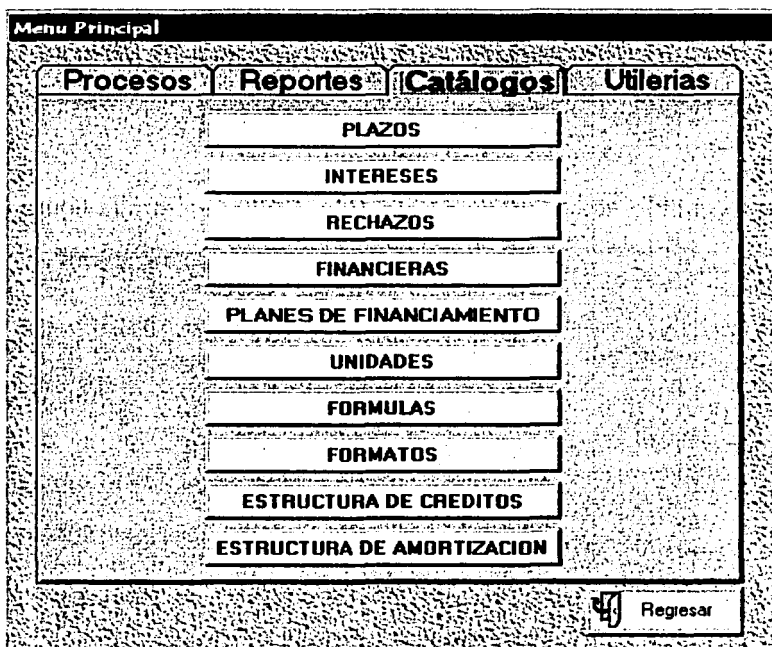 Menu Principal
Procesos Reportes Catálogos Utilerias
PLAZOS
INTERESES
RECHAZOS
FINANCIERAS
PLANES DE FINANCIAMIENTO
UNIDADES
FORMULAS
FORMATOS
ESTRUCTURA DE CREDITOS
ESTRUCTURA DE AMORTIZACION
Regresar